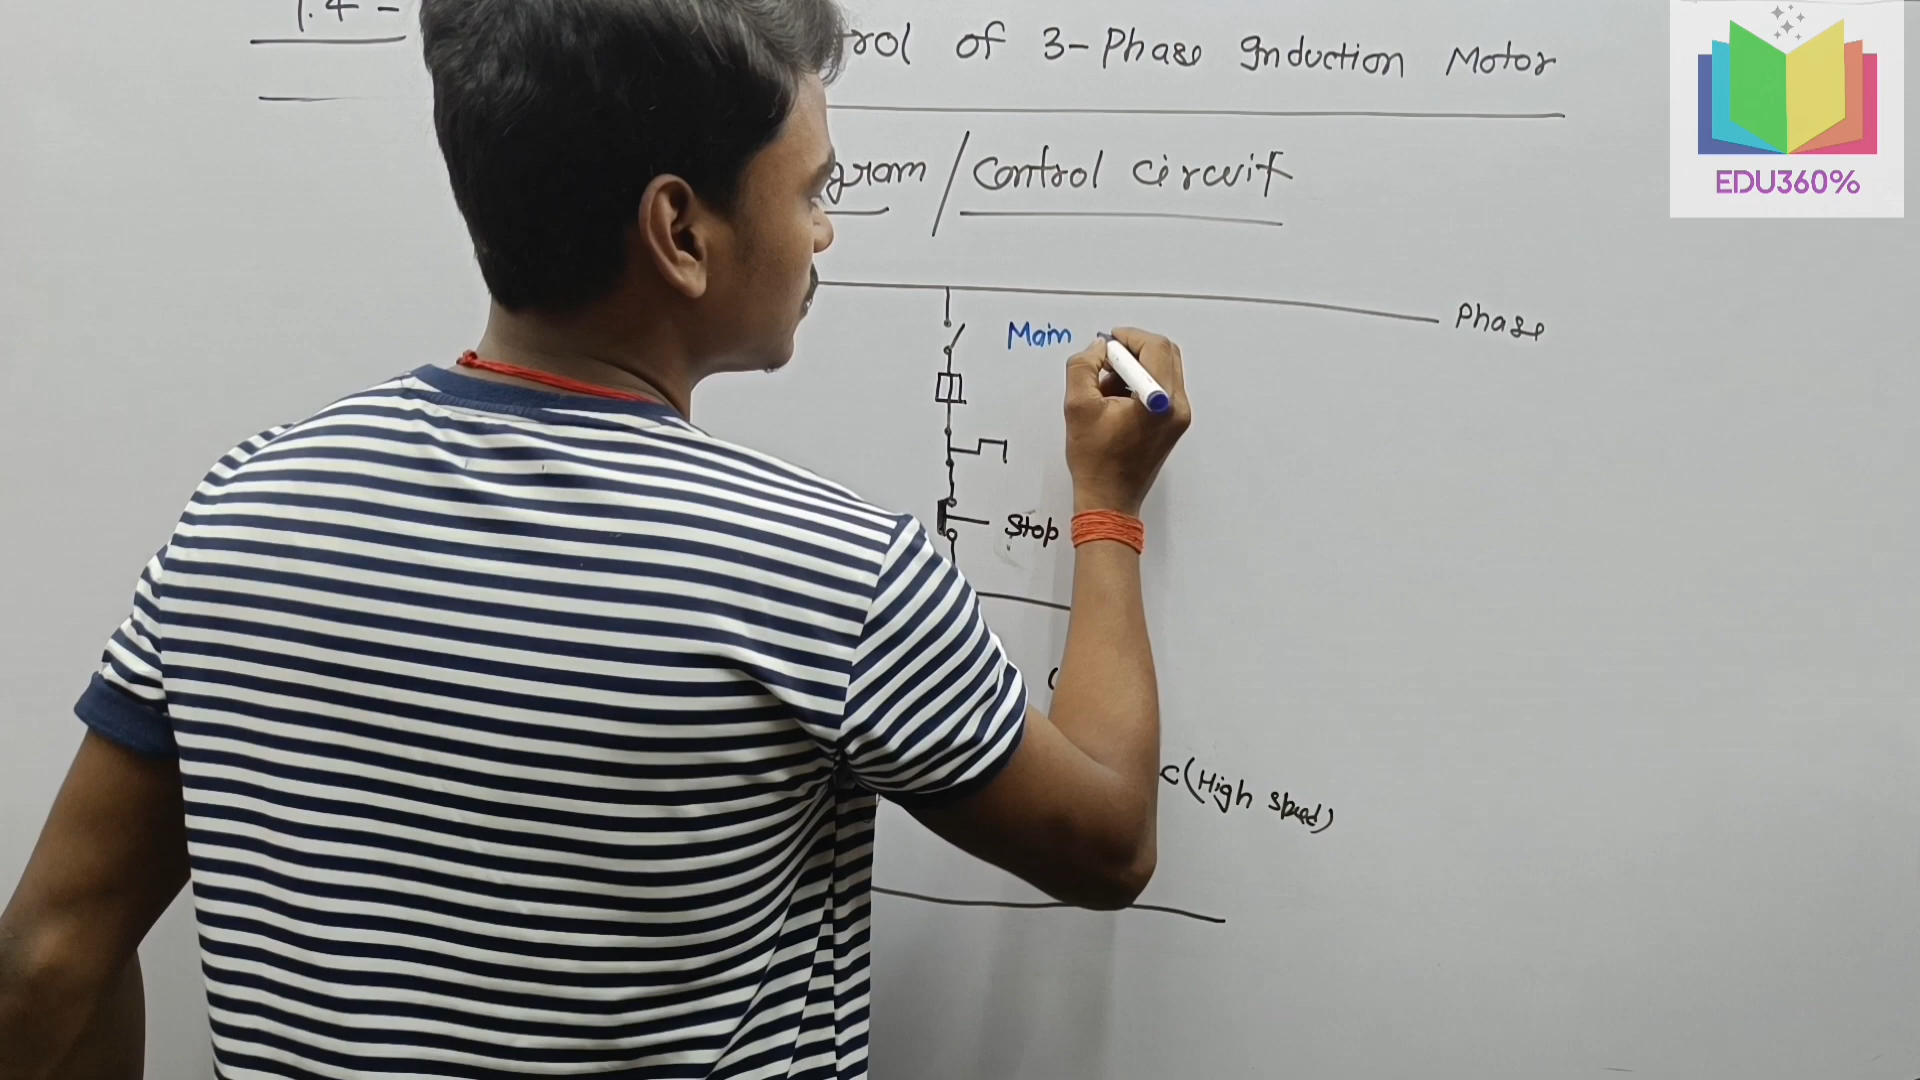 1.4 - rol of 3-Phase Induction Motor
gram / Control Circuit
Phase
Main
Stop
C (High Speed)
EDU360%